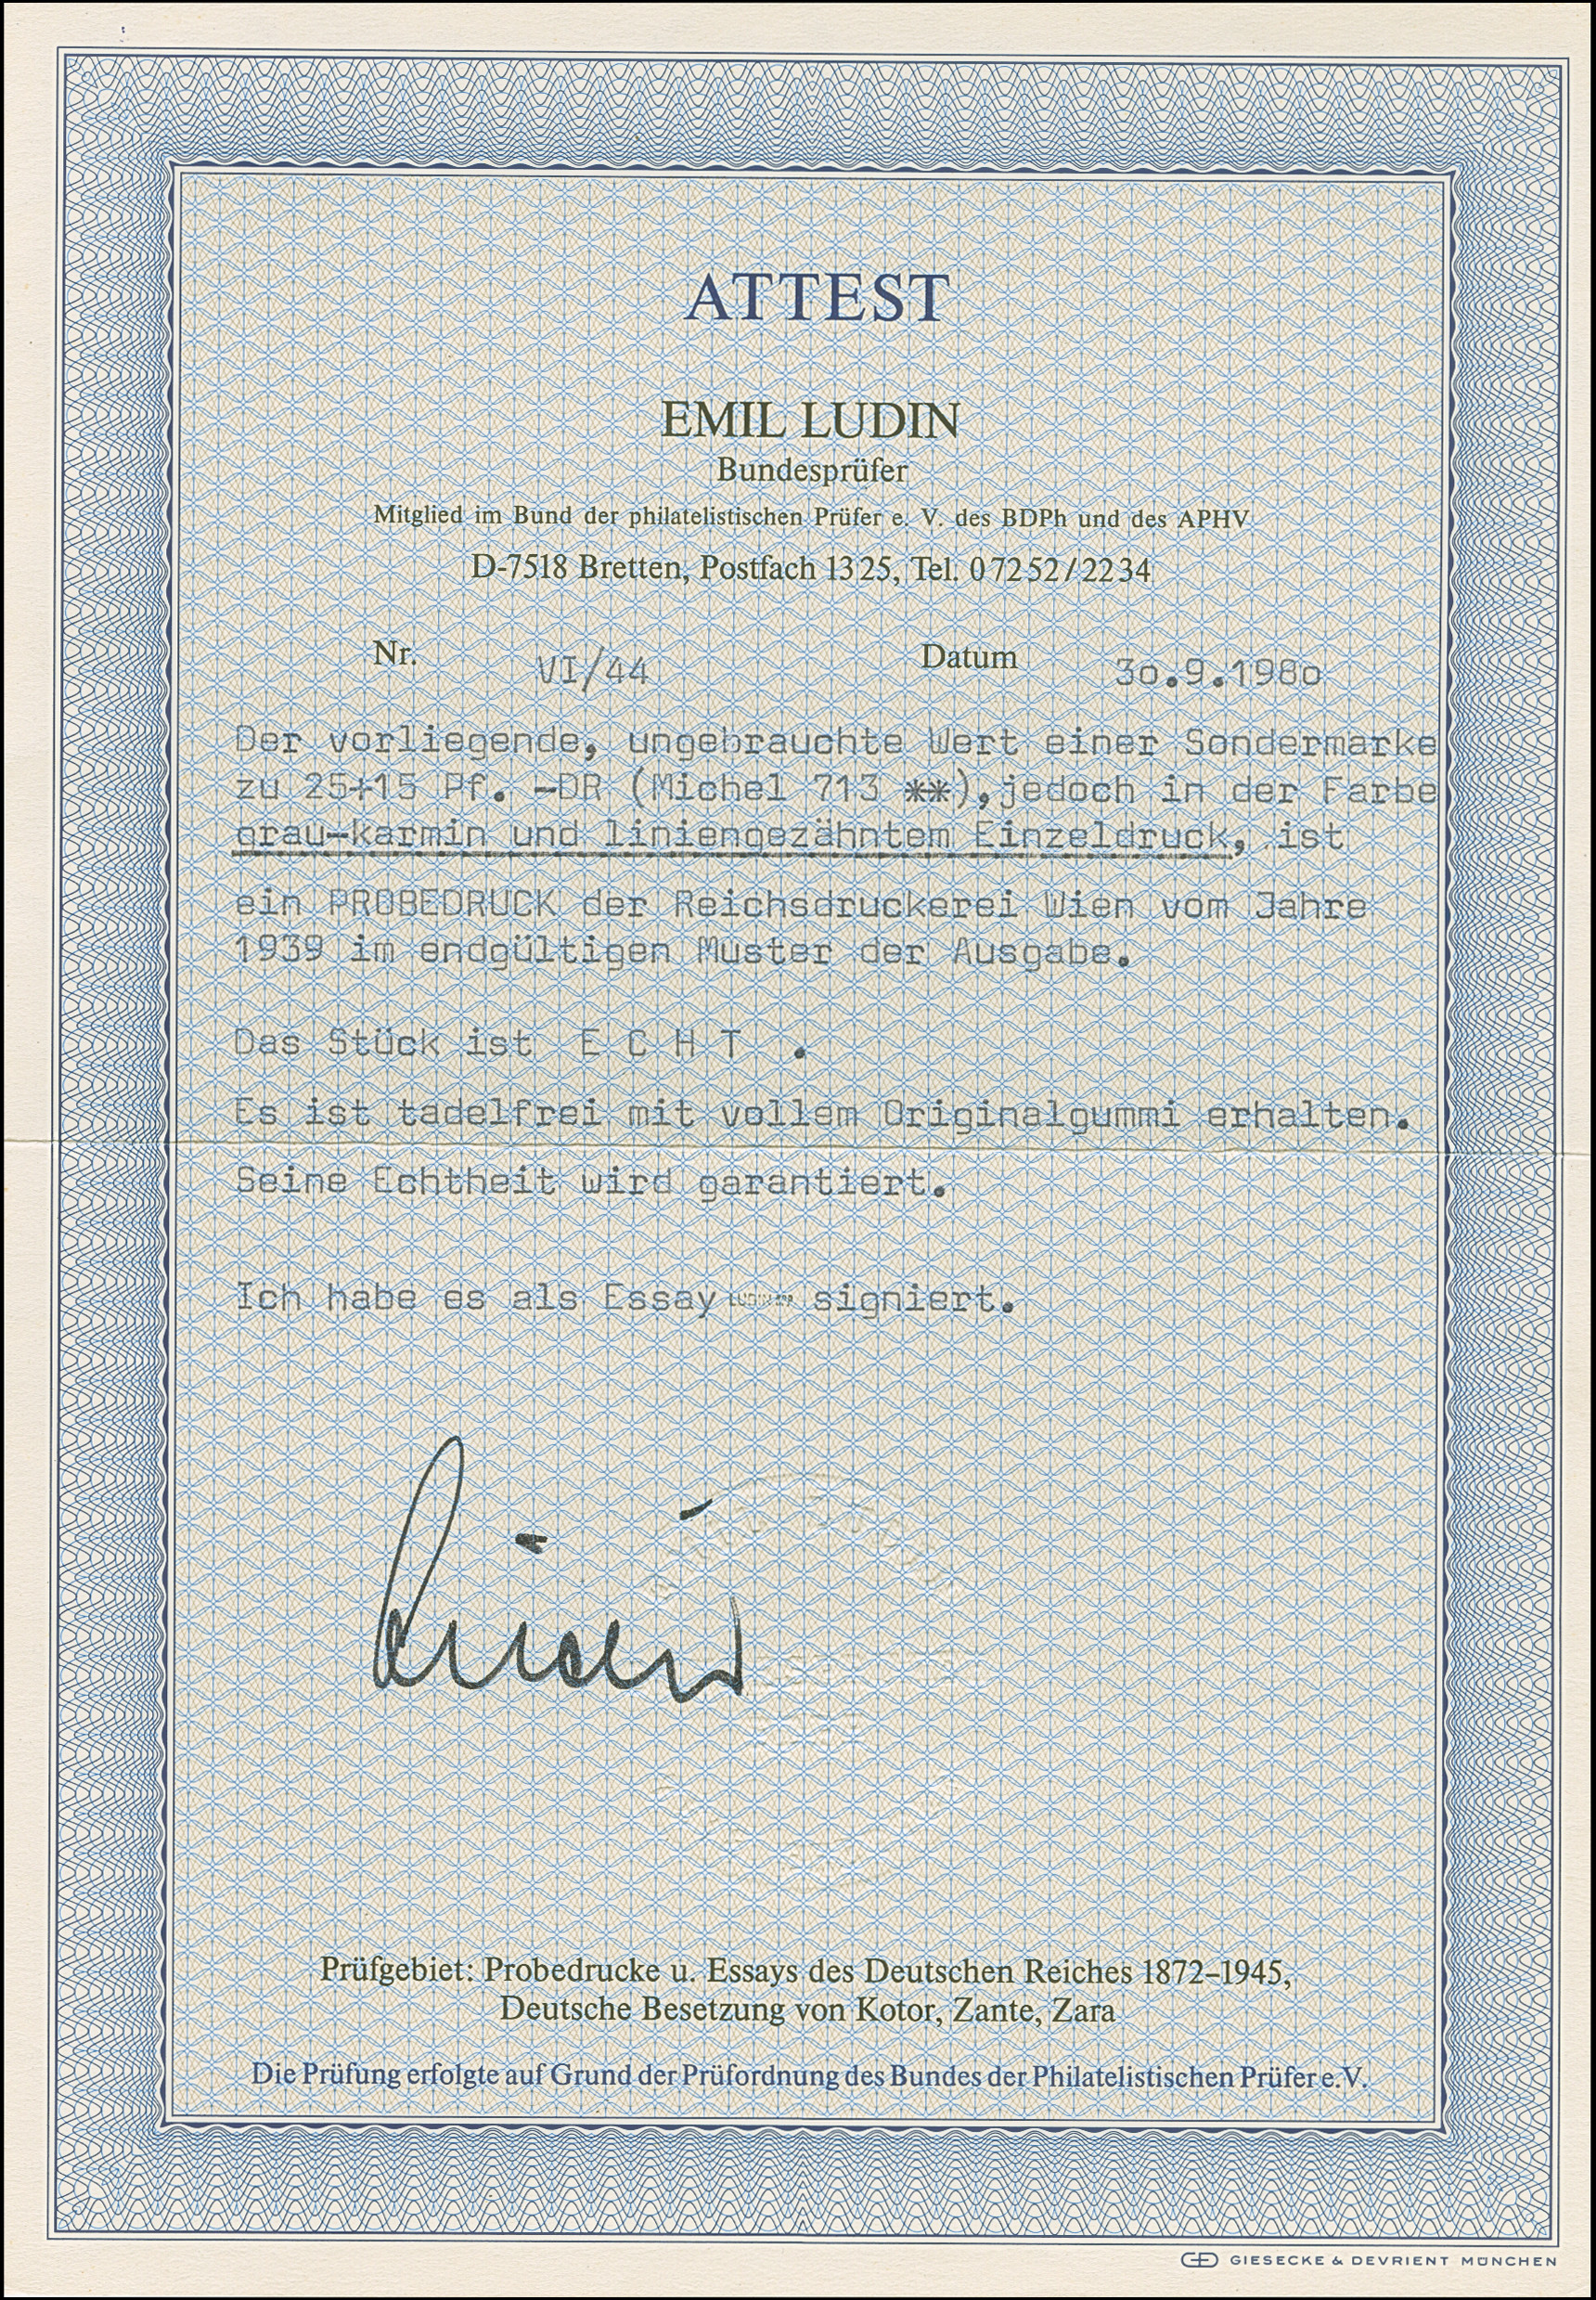 ATTEST
EMIL LUDIN
Bundesprüfer
Mitglied im Bund der philatelistischen Prüfer e. V. des BDPh und des APHV
D-7518 Bretten, Postfach 1325, Tel. 07252/2234
Nr. VI/44 Datum 30.9.1980
Der vorliegende, ungebrauchte Wert einer Sondermarke
zu 25+15 Pf. -DR (Michel 713 **), jedoch in der Farbe
grau-karmin und liniengezähntem Einzeldruck, ist
ein PROBEDRUCK der Reichsdruckerei Wien vom Jahre
1939 im endgültigen Muster der Ausgabe.
Das Stück ist E C H T .
Es ist tadelfrei mit vollem Originalgummi erhalten.
Seine Echtheit wird garantiert.
Ich habe es als Essay signiert.
Ludin
Prüfgebiet: Probedrucke u. Essays des Deutschen Reiches 1872–1945,
Deutsche Besetzung von Kotor, Zante, Zara
Die Prüfung erfolgte auf Grund der Prüfordnung des Bundes der Philatelistischen Prüfer e.V.
GD GIESECKE & DEVRIENT MÜNCHEN